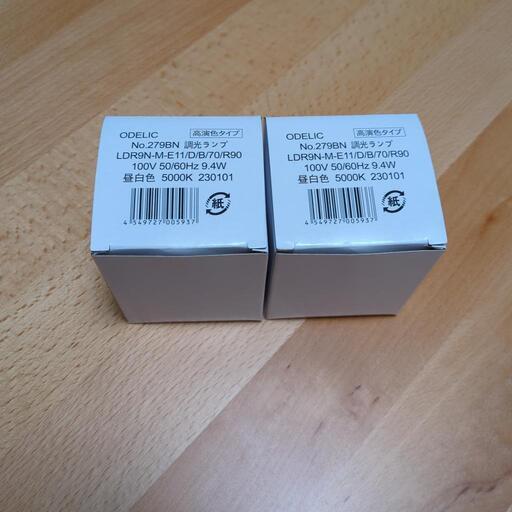 ODELIC 高演色タイプ
No.279BN 調光ランプ
LDR9N-M-E11/D/B/70/R90
100V 50/60Hz 9.4W
昼白色 5000K 230101
紙
4549727005937
ODELIC 高演色タイプ
No.279BN 調光ランプ
LDR9N-M-E11/D/B/70/R90
100V 50/60Hz 9.4W
昼白色 5000K 230101
紙
4549727005937